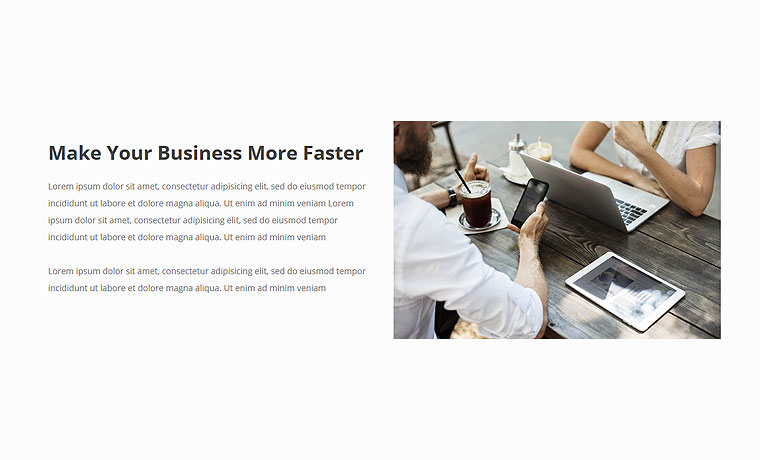 Make Your Business More Faster
Lorem ipsum dolor sit amet, consectetur adipisicing elit, sed do eiusmod tempor
incididunt ut labore et dolore magna aliqua. Ut enim ad minim veniam Lorem
ipsum dolor sit amet, consectetur adipisicing elit, sed do eiusmod tempor
incididunt ut labore et dolore magna aliqua. Ut enim ad minim veniam
Lorem ipsum dolor sit amet, consectetur adipisicing elit, sed do eiusmod tempor
incididunt ut labore et dolore magna aliqua. Ut enim ad minim veniam